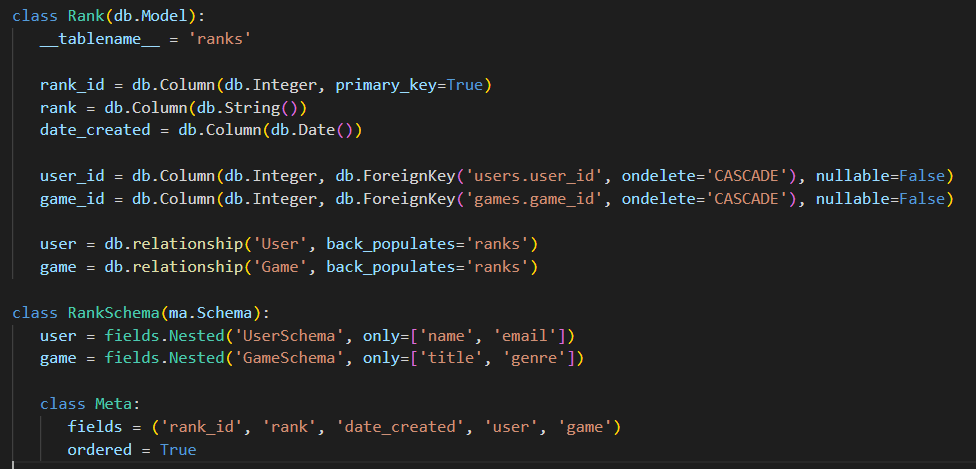 class Rank(db.Model):
    __tablename__ = 'ranks'

    rank_id = db.Column(db.Integer, primary_key=True)
    rank = db.Column(db.String())
    date_created = db.Column(db.Date())

    user_id = db.Column(db.Integer, db.ForeignKey('users.user_id', ondelete='CASCADE'), nullable=False)
    game_id = db.Column(db.Integer, db.ForeignKey('games.game_id', ondelete='CASCADE'), nullable=False)

    user = db.relationship('User', back_populates='ranks')
    game = db.relationship('Game', back_populates='ranks')

class RankSchema(ma.Schema):
    user = fields.Nested('UserSchema', only=['name', 'email'])
    game = fields.Nested('GameSchema', only=['title', 'genre'])

    class Meta:
        fields = ('rank_id', 'rank', 'date_created', 'user', 'game')
        ordered = True